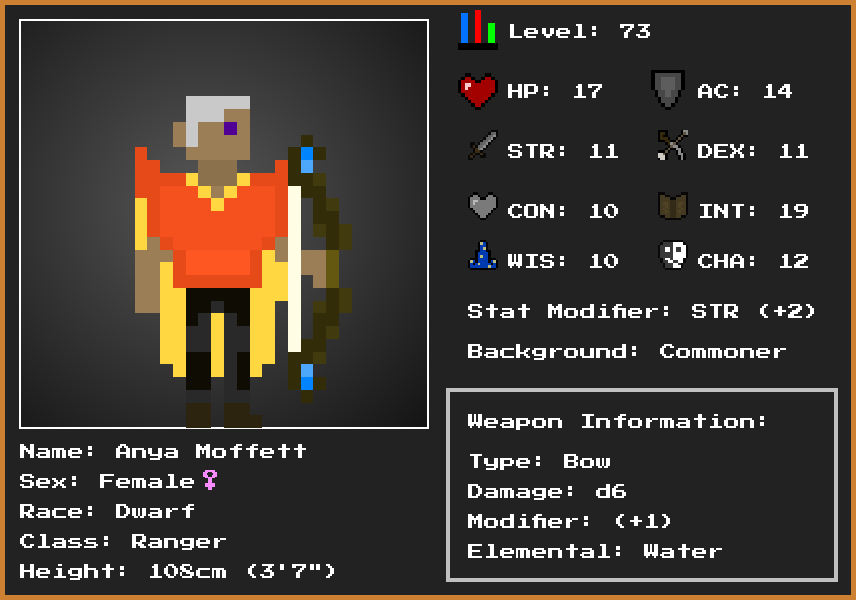 Level: 73
HP: 17
AC: 14
STR: 11
DEX: 11
CON: 10
INT: 19
WIS: 10
CHA: 12
Stat Modifier: STR (+2)
Background: Commoner
Weapon Information:
Type: Bow
Damage: d6
Modifier: (+1)
Elemental: Water
Name: Anya Moffett
Sex: Female♀
Race: Dwarf
Class: Ranger
Height: 108cm (3'7")